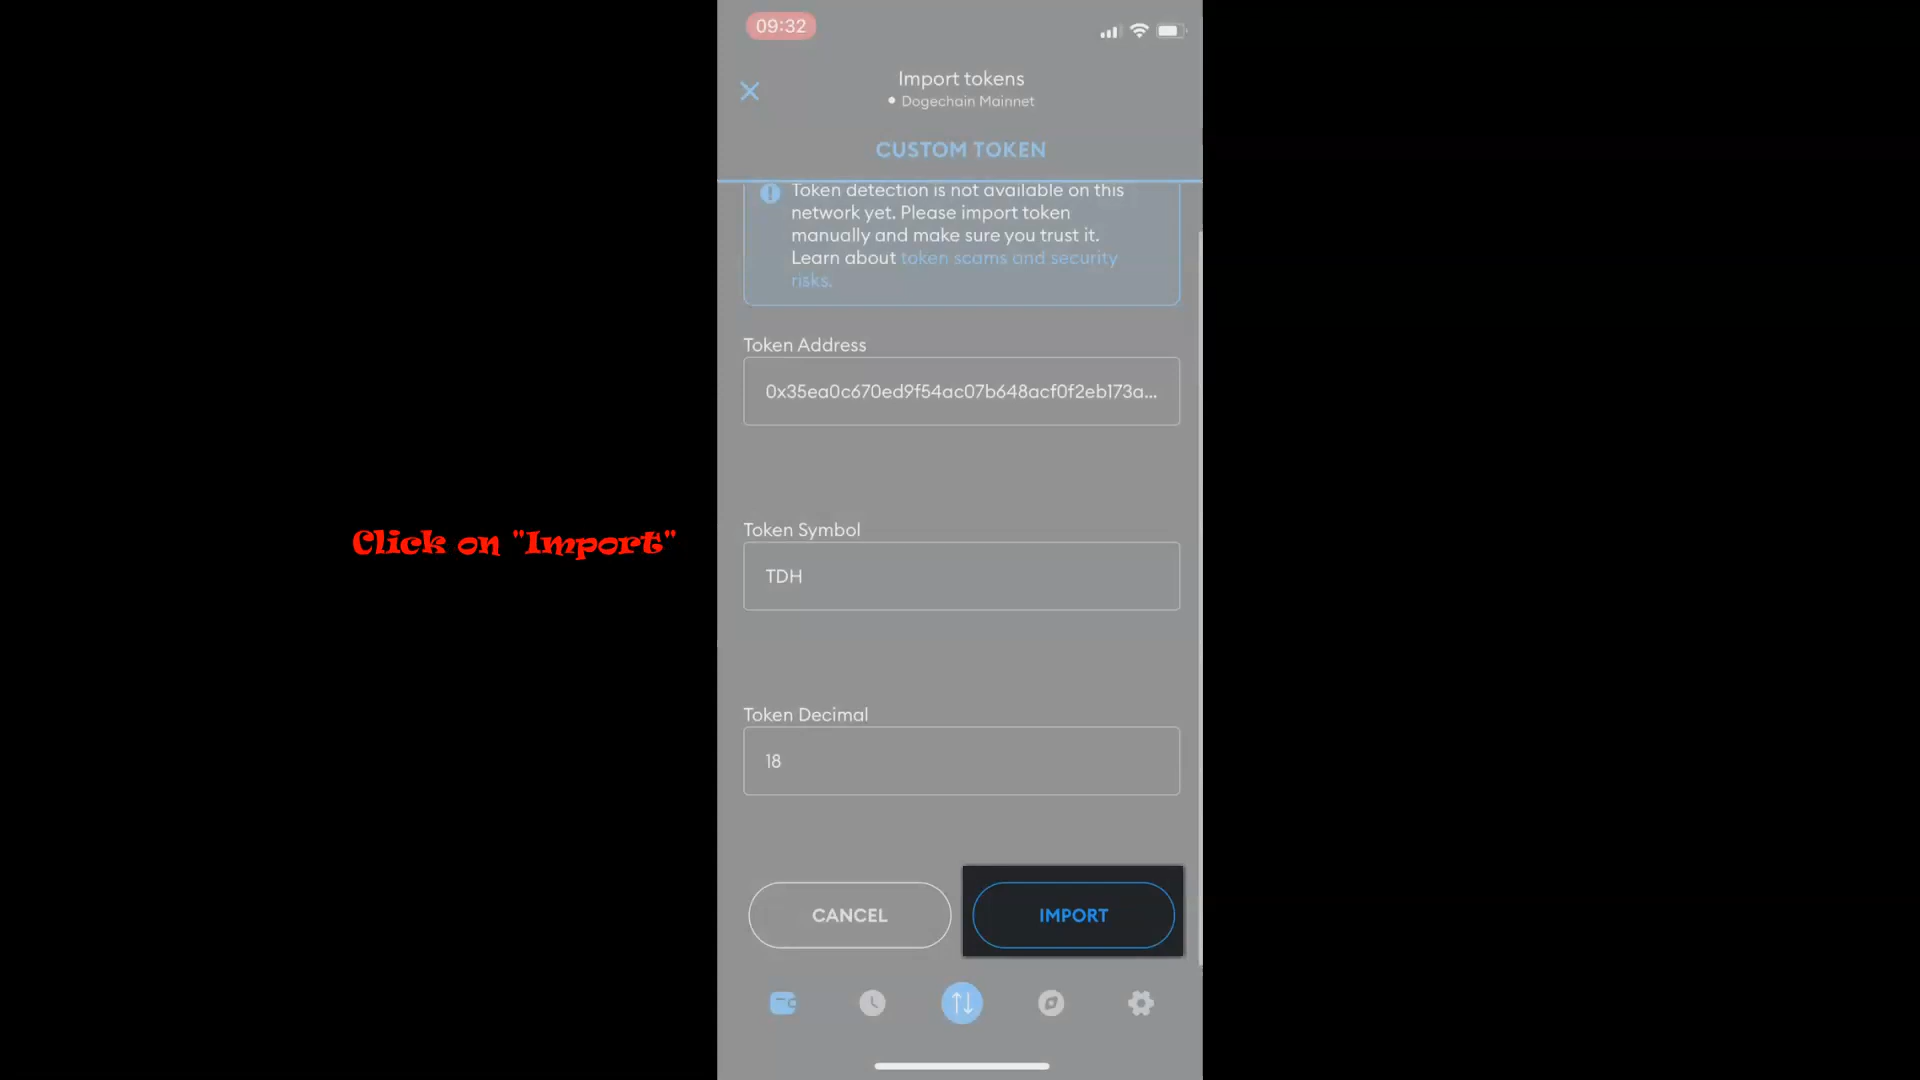 09:32
Import tokens
Dogechain Mainnet
CUSTOM TOKEN
Token detection is not available on this
network yet. Please import token
manually and make sure you trust it.
Learn about token scams and security
risks.
Token Address
0x35ea0c670ed9f54ac07b648acf0f2eb173a...
Click on "Import"
Token Symbol
TDH
Token Decimal
18
CANCEL
IMPORT